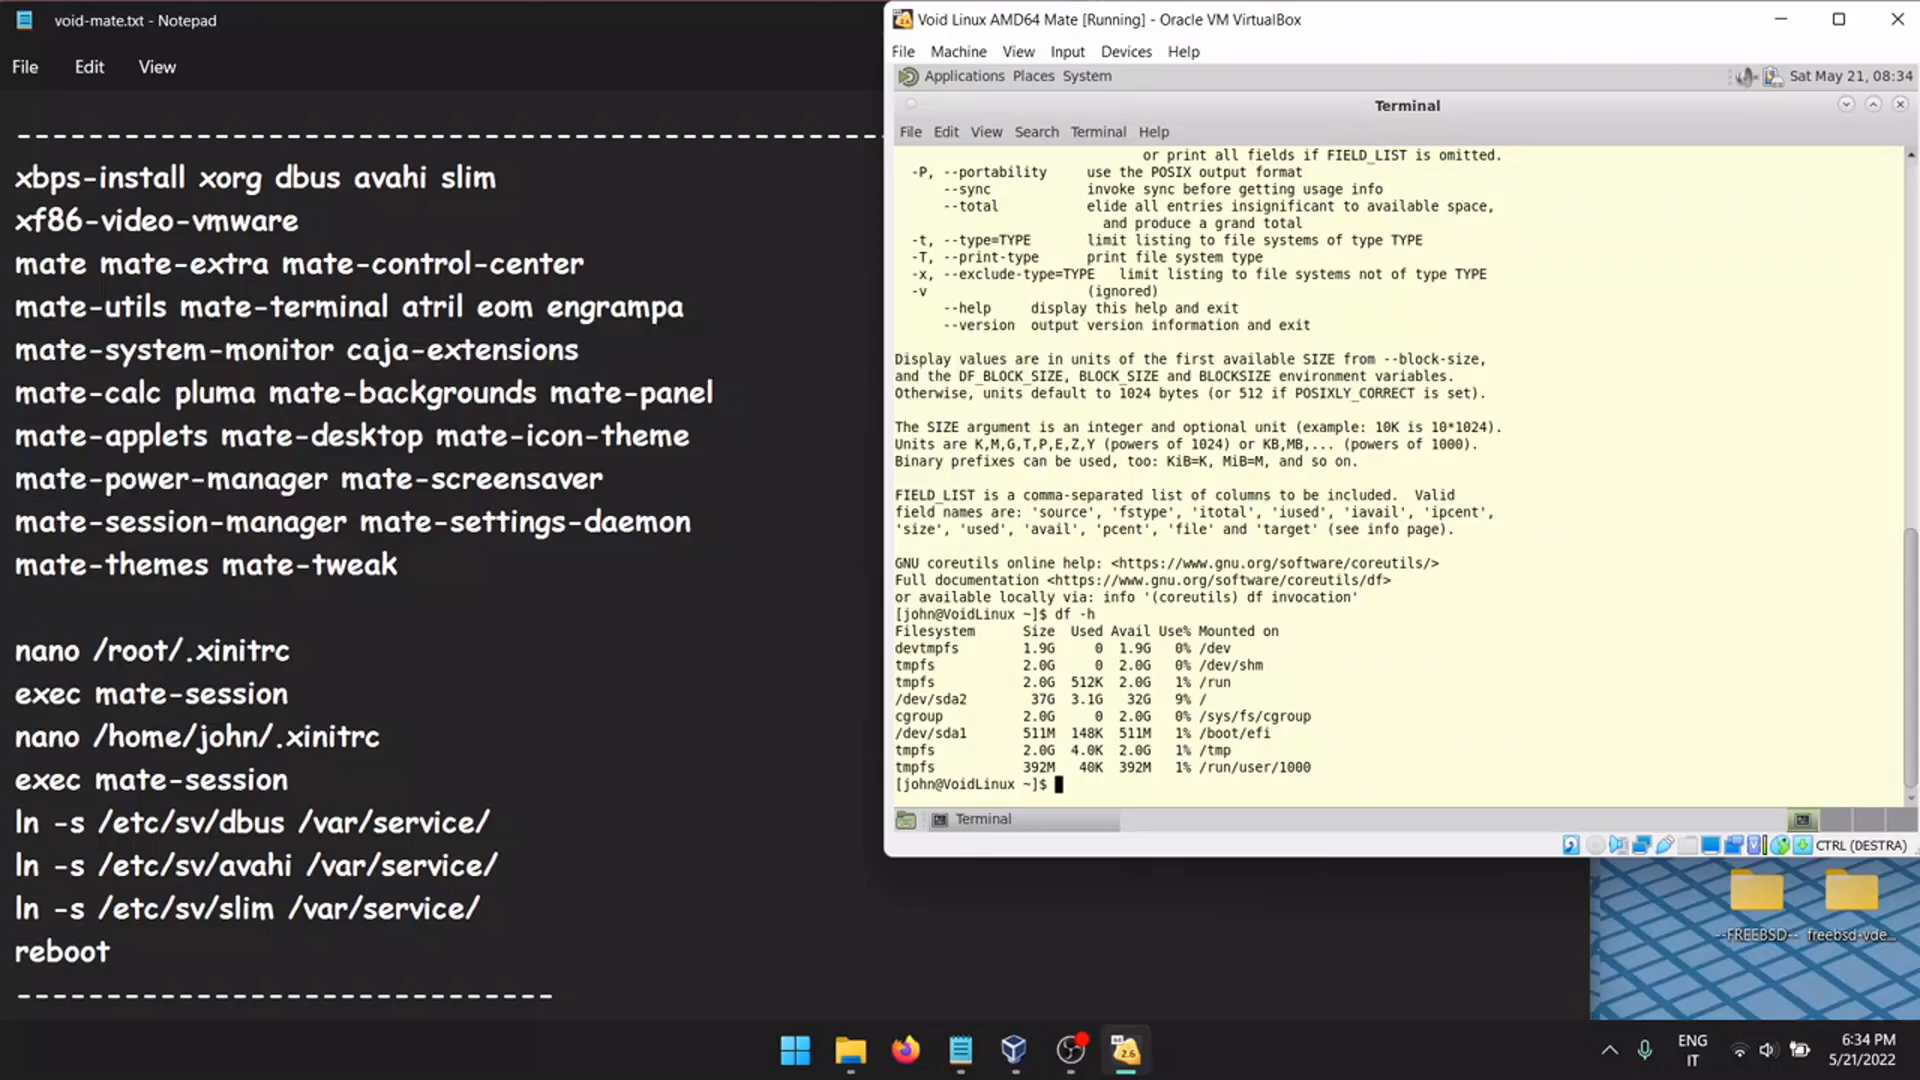 void-mate.txt - Notepad
File Edit View
--------------------------------------------------
xbps-install xorg dbus avahi slim
xf86-video-vmware
mate mate-extra mate-control-center
mate-utils mate-terminal atril eom engrampa
mate-system-monitor caja-extensions
mate-calc pluma mate-backgrounds mate-panel
mate-applets mate-desktop mate-icon-theme
mate-power-manager mate-screensaver
mate-session-manager mate-settings-daemon
mate-themes mate-tweak
nano /root/.xinitrc
exec mate-session
nano /home/john/.xinitrc
exec mate-session
ln -s /etc/sv/dbus /var/service/
ln -s /etc/sv/avahi /var/service/
ln -s /etc/sv/slim /var/service/
reboot
------------------------------
Void Linux AMD64 Mate [Running] - Oracle VM VirtualBox
File Machine View Input Devices Help
Applications Places System Sat May 21, 08:34
Terminal
File Edit View Search Terminal Help
or print all fields if FIELD_LIST is omitted.
-P, --portability use the POSIX output format
--sync invoke sync before getting usage info
--total elide all entries insignificant to available space,
and produce a grand total
-t, --type=TYPE limit listing to file systems of type TYPE
-T, --print-type print file system type
-x, --exclude-type=TYPE limit listing to file systems not of type TYPE
-v (ignored)
--help display this help and exit
--version output version information and exit
Display values are in units of the first available SIZE from --block-size,
and the DF_BLOCK_SIZE, BLOCK_SIZE and BLOCKSIZE environment variables.
Otherwise, units default to 1024 bytes (or 512 if POSIXLY_CORRECT is set).
The SIZE argument is an integer and optional unit (example: 10K is 10*1024).
Units are K,M,G,T,P,E,Z,Y (powers of 1024) or KB,MB,... (powers of 1000).
Binary prefixes can be used, too: KiB=K, MiB=M, and so on.
FIELD_LIST is a comma-separated list of columns to be included. Valid
field names are: 'source', 'fstype', 'itotal', 'iused', 'iavail', 'ipcent',
'size', 'used', 'avail', 'pcent', 'file' and 'target' (see info page).
GNU coreutils online help: <https://www.gnu.org/software/coreutils/>
Full documentation <https://www.gnu.org/software/coreutils/df>
or available locally via: info '(coreutils) df invocation'
[john@VoidLinux ~]$ df -h
Filesystem Size Used Avail Use% Mounted on
devtmpfs 1.9G 0 1.9G 0% /dev
tmpfs 2.0G 0 2.0G 0% /dev/shm
tmpfs 2.0G 512K 2.0G 1% /run
/dev/sda2 37G 3.1G 32G 9% /
cgroup 2.0G 0 2.0G 0% /sys/fs/cgroup
/dev/sda1 511M 148K 511M 1% /boot/efi
tmpfs 2.0G 4.0K 2.0G 1% /tmp
tmpfs 392M 40K 392M 1% /run/user/1000
[john@VoidLinux ~]$
Terminal
CTRL (DESTRA)
--FREEBSD-- freebsd-vde...
2.6
ENG
IT
6:34 PM
5/21/2022